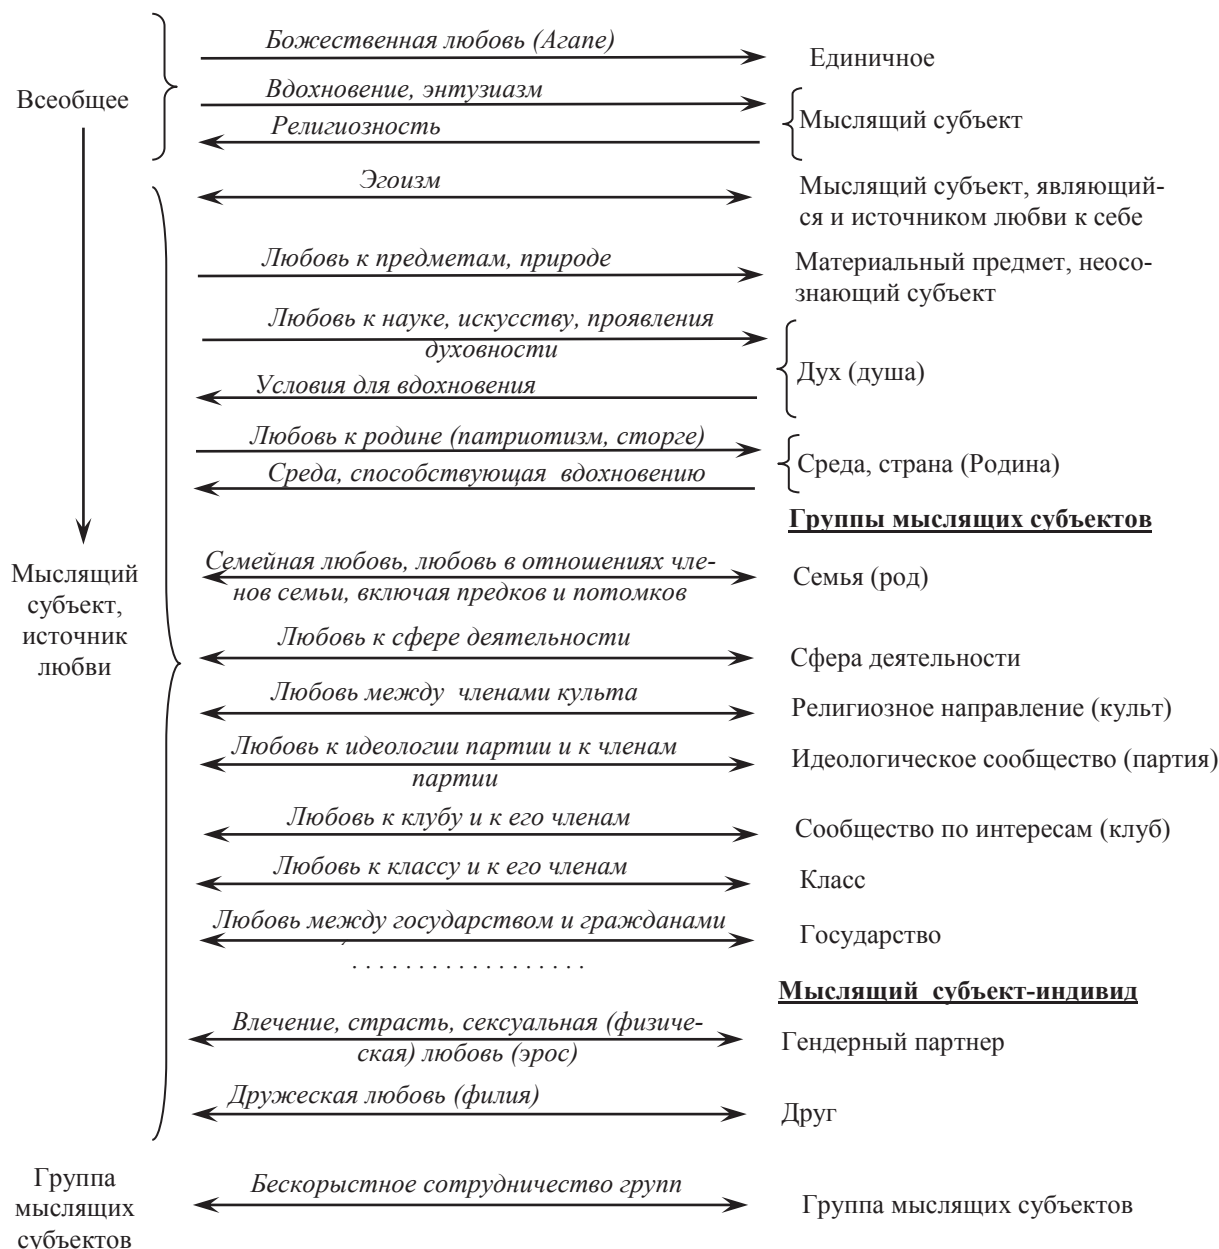 Божественная любовь (Агапе)
Единичное
Всеобщее
Вдохновение, энтузиазм
Религиозность
Мыслящий субъект
Эгоизм
Мыслящий субъект, являющий-
ся и источником любви к себе
Любовь к предметам, природе
Материальный предмет, неосо-
знающий субъект
Любовь к науке, искусству, проявления
духовности
Условия для вдохновения
Дух (душа)
Любовь к родине (патриотизм, сторге)
Среда, способствующая вдохновению
Среда, страна (Родина)
Группы мыслящих субъектов
Мыслящий
субъект,
источник
любви
Семейная любовь, любовь в отношениях чле-
нов семьи, включая предков и потомков
Семья (род)
Любовь к сфере деятельности
Сфера деятельности
Любовь между членами культа
Религиозное направление (культ)
Любовь к идеологии партии и к членам
партии
Идеологическое сообщество (партия)
Любовь к клубу и к его членам
Сообщество по интересам (клуб)
Любовь к классу и к его членам
Класс
Любовь между государством и гражданами
Государство
. . . . . . . . . . . . . . . . . .
Мыслящий субъект-индивид
Влечение, страсть, сексуальная (физиче-
ская) любовь (эрос)
Гендерный партнер
Дружеская любовь (филия)
Друг
Группа
мыслящих
субъектов
Бескорыстное сотрудничество групп
Группа мыслящих субъектов